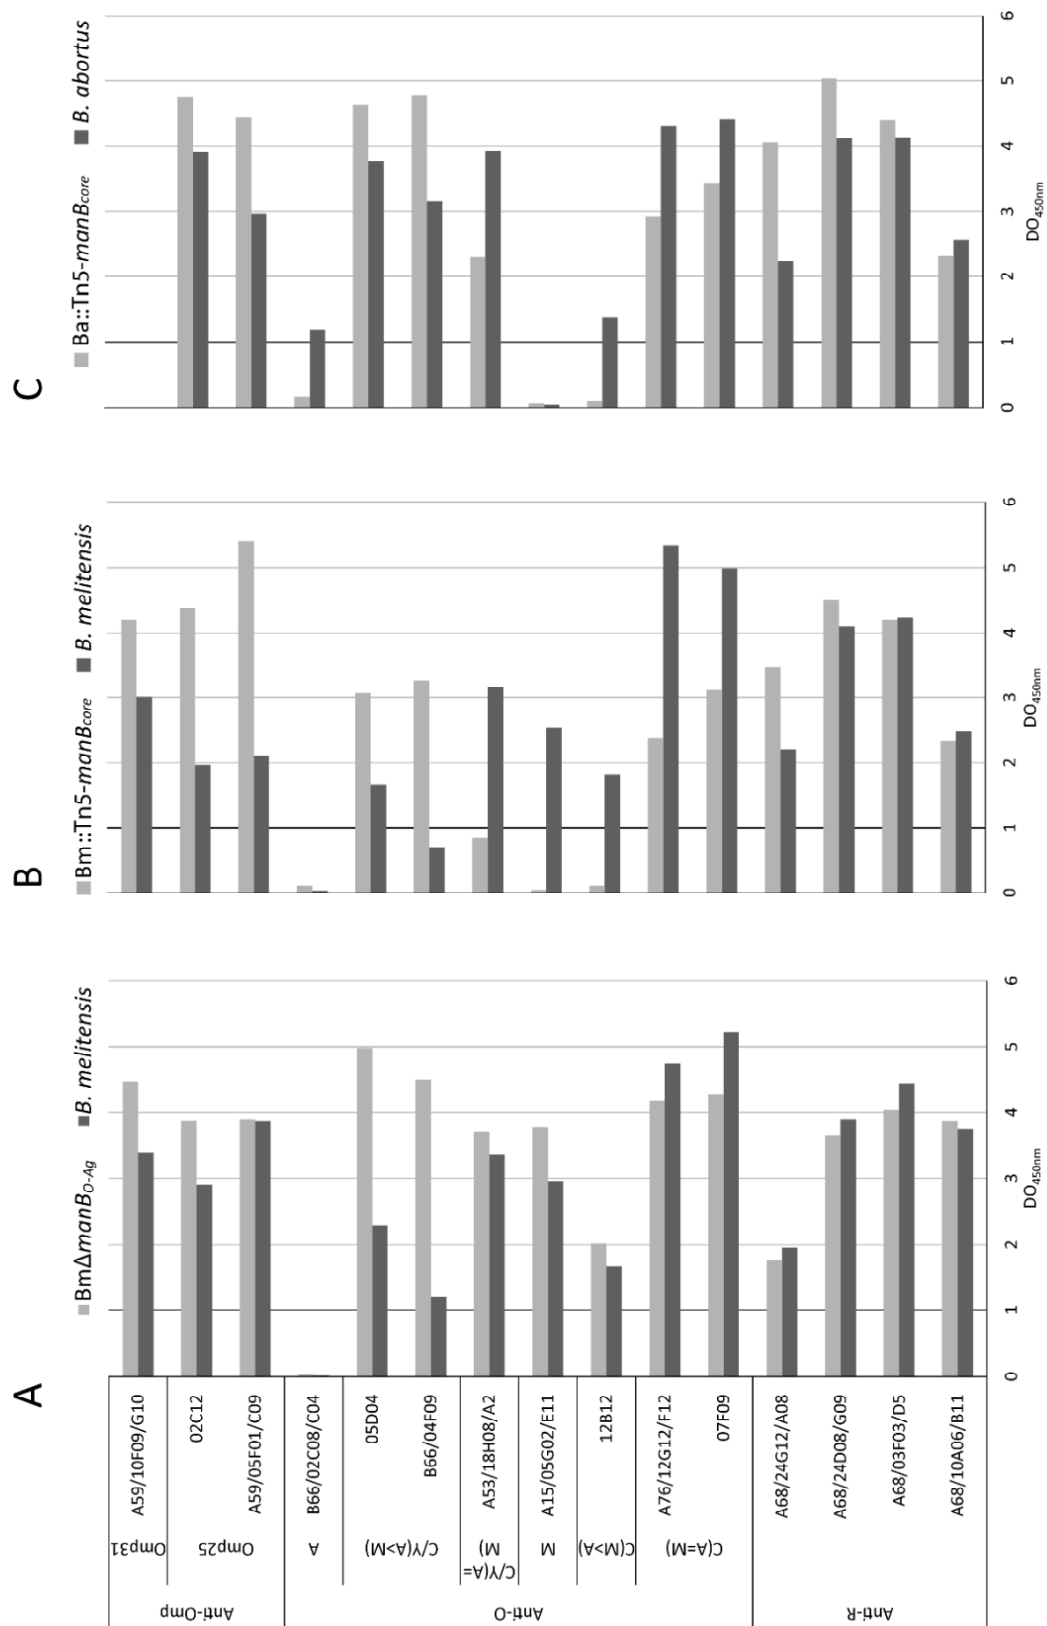 A
BmΔmanBO-Ag
B. melitensis
Anti-Omp
Omp31
A59/10F09/G10
Omp25
02C12
A59/05F01/C09
Anti-O
A
B66/02C08/C04
C/Y(A>M)
05D04
B66/04F09
C/Y(A=
M)
A53/18H08/A2
M
A15/05G02/E11
C(M>A)
12B12
C(A=M)
A76/12G12/F12
07F09
Anti-R
A68/24G12/A08
A68/24D08/G09
A68/03F03/D5
A68/10A06/B11
0 1 2 3 4 5 6
DO450nm
B
Bm::Tn5-manBcore
B. melitensis
0 1 2 3 4 5 6
DO450nm
C
Ba::Tn5-manBcore
B. abortus
0 1 2 3 4 5 6
DO450nm